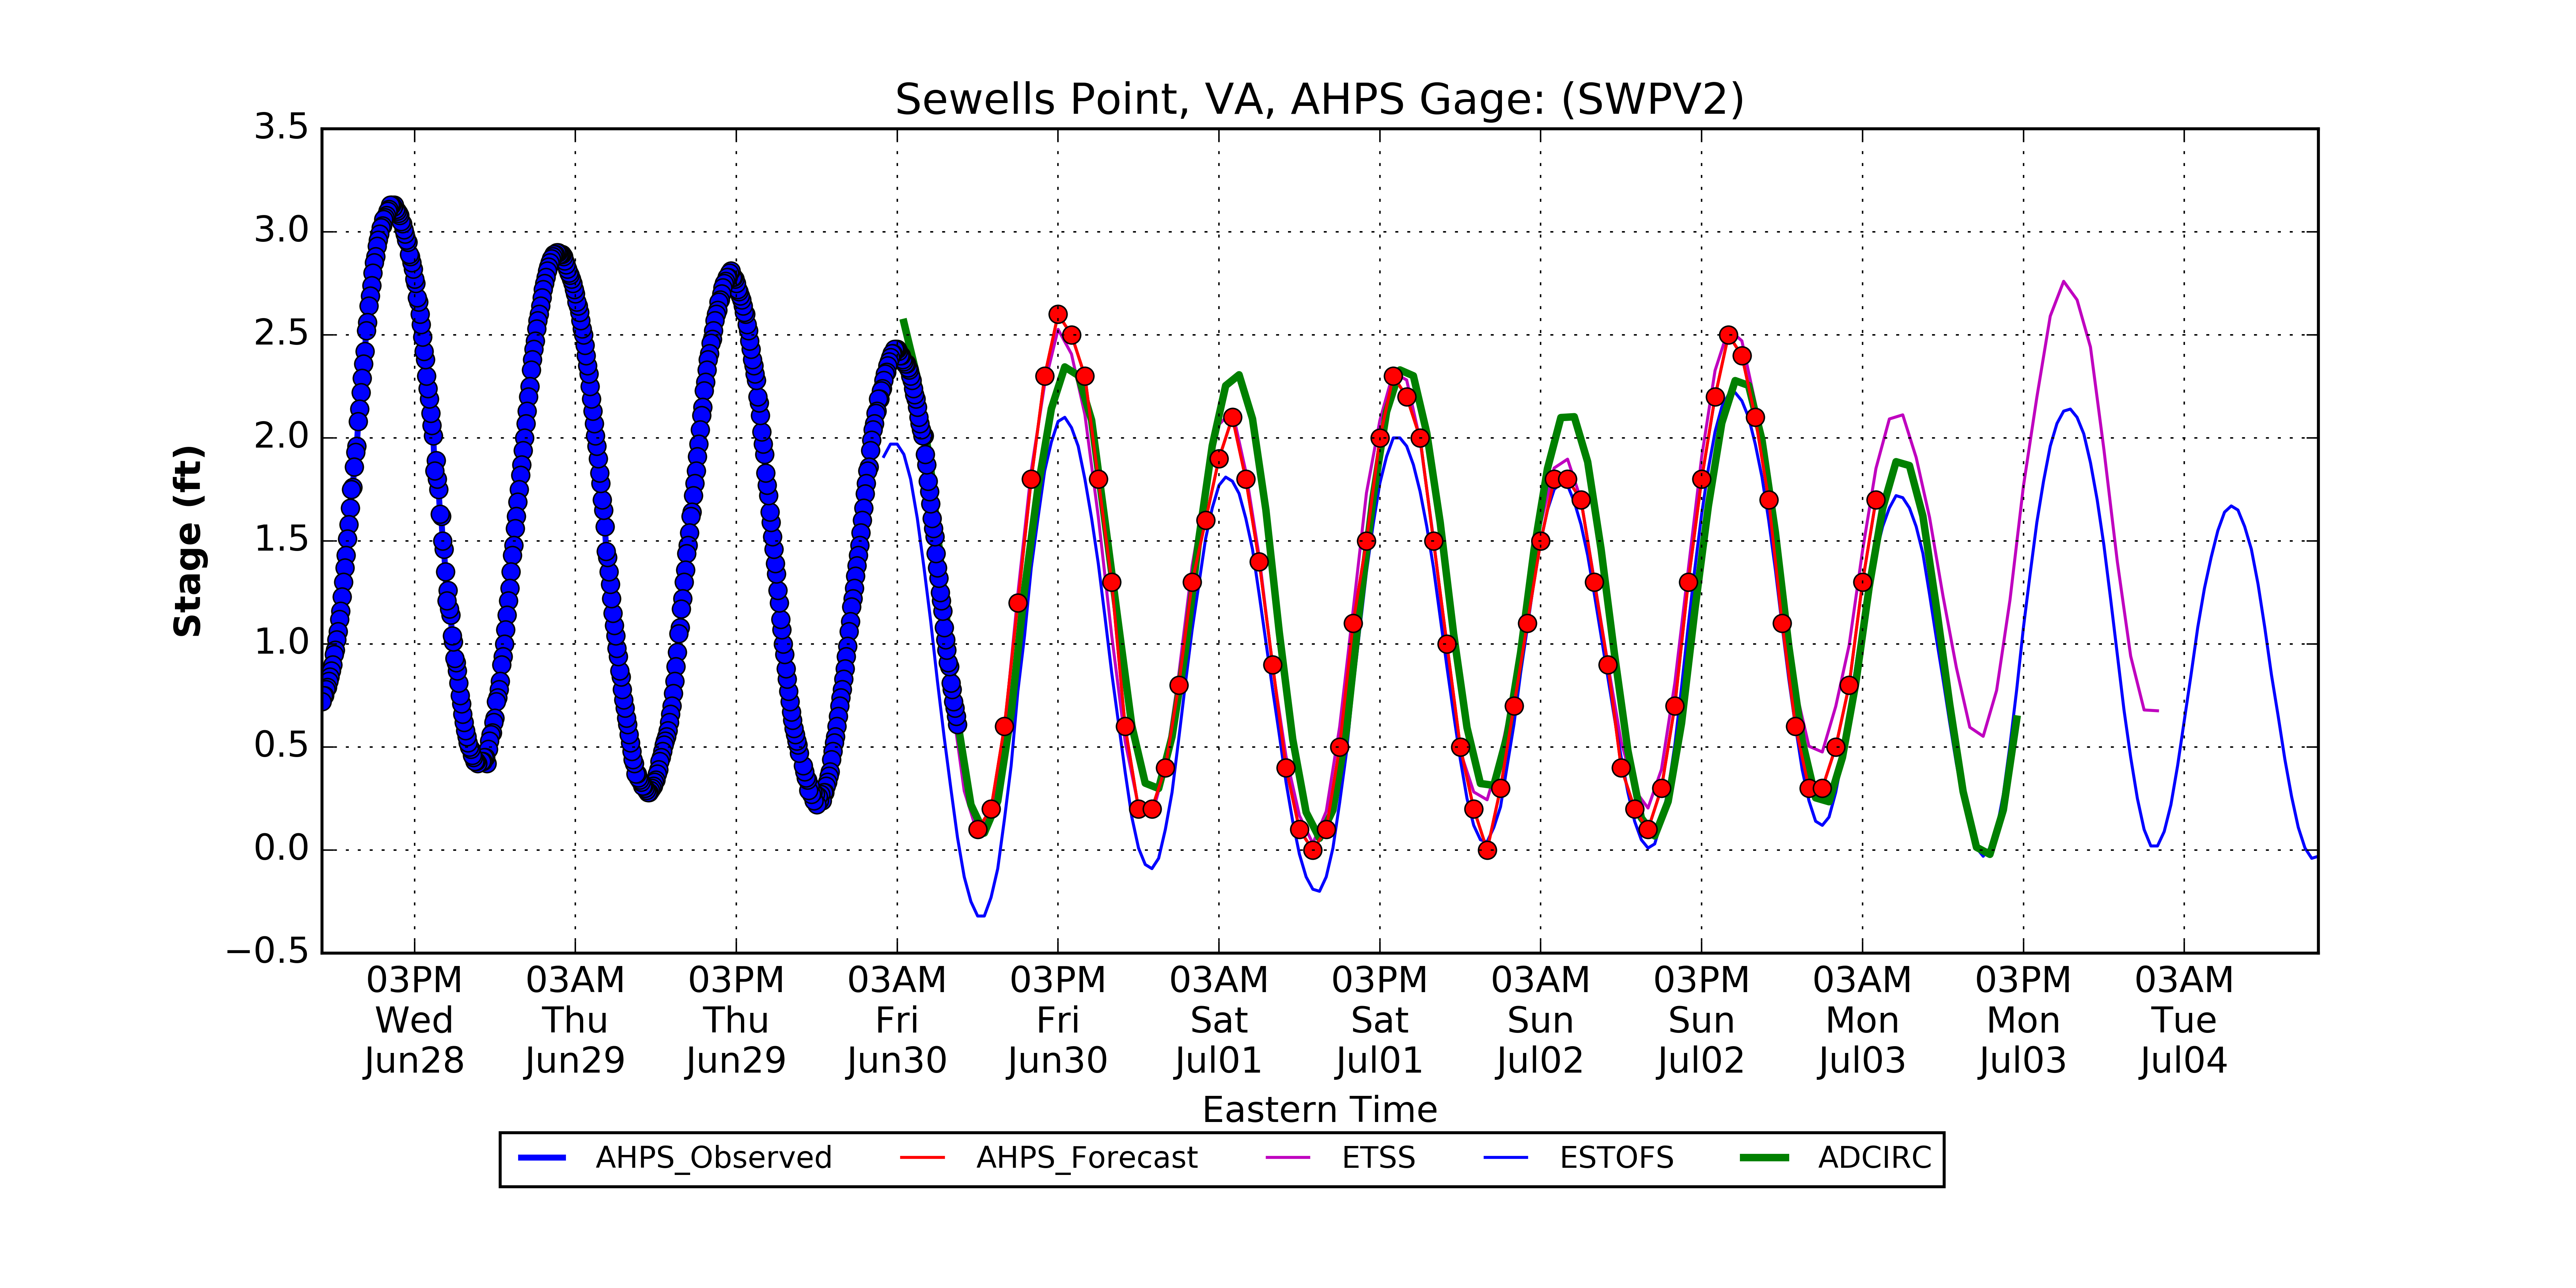 Sewells Point, VA, AHPS Gage: (SWPV2)
3.5
3.0
2.5
2.0
1.5
1.0
0.5
0.0
−0.5
Stage (ft)
03PM 03AM 03PM 03AM 03PM 03AM 03PM 03AM 03PM 03AM 03PM 03AM
Wed Thu Thu Fri Fri Sat Sat Sun Sun Mon Mon Tue
Jun28 Jun29 Jun29 Jun30 Jun30 Jul01 Jul01 Jul02 Jul02 Jul03 Jul03 Jul04
Eastern Time
AHPS_Observed AHPS_Forecast ETSS ESTOFS ADCIRC